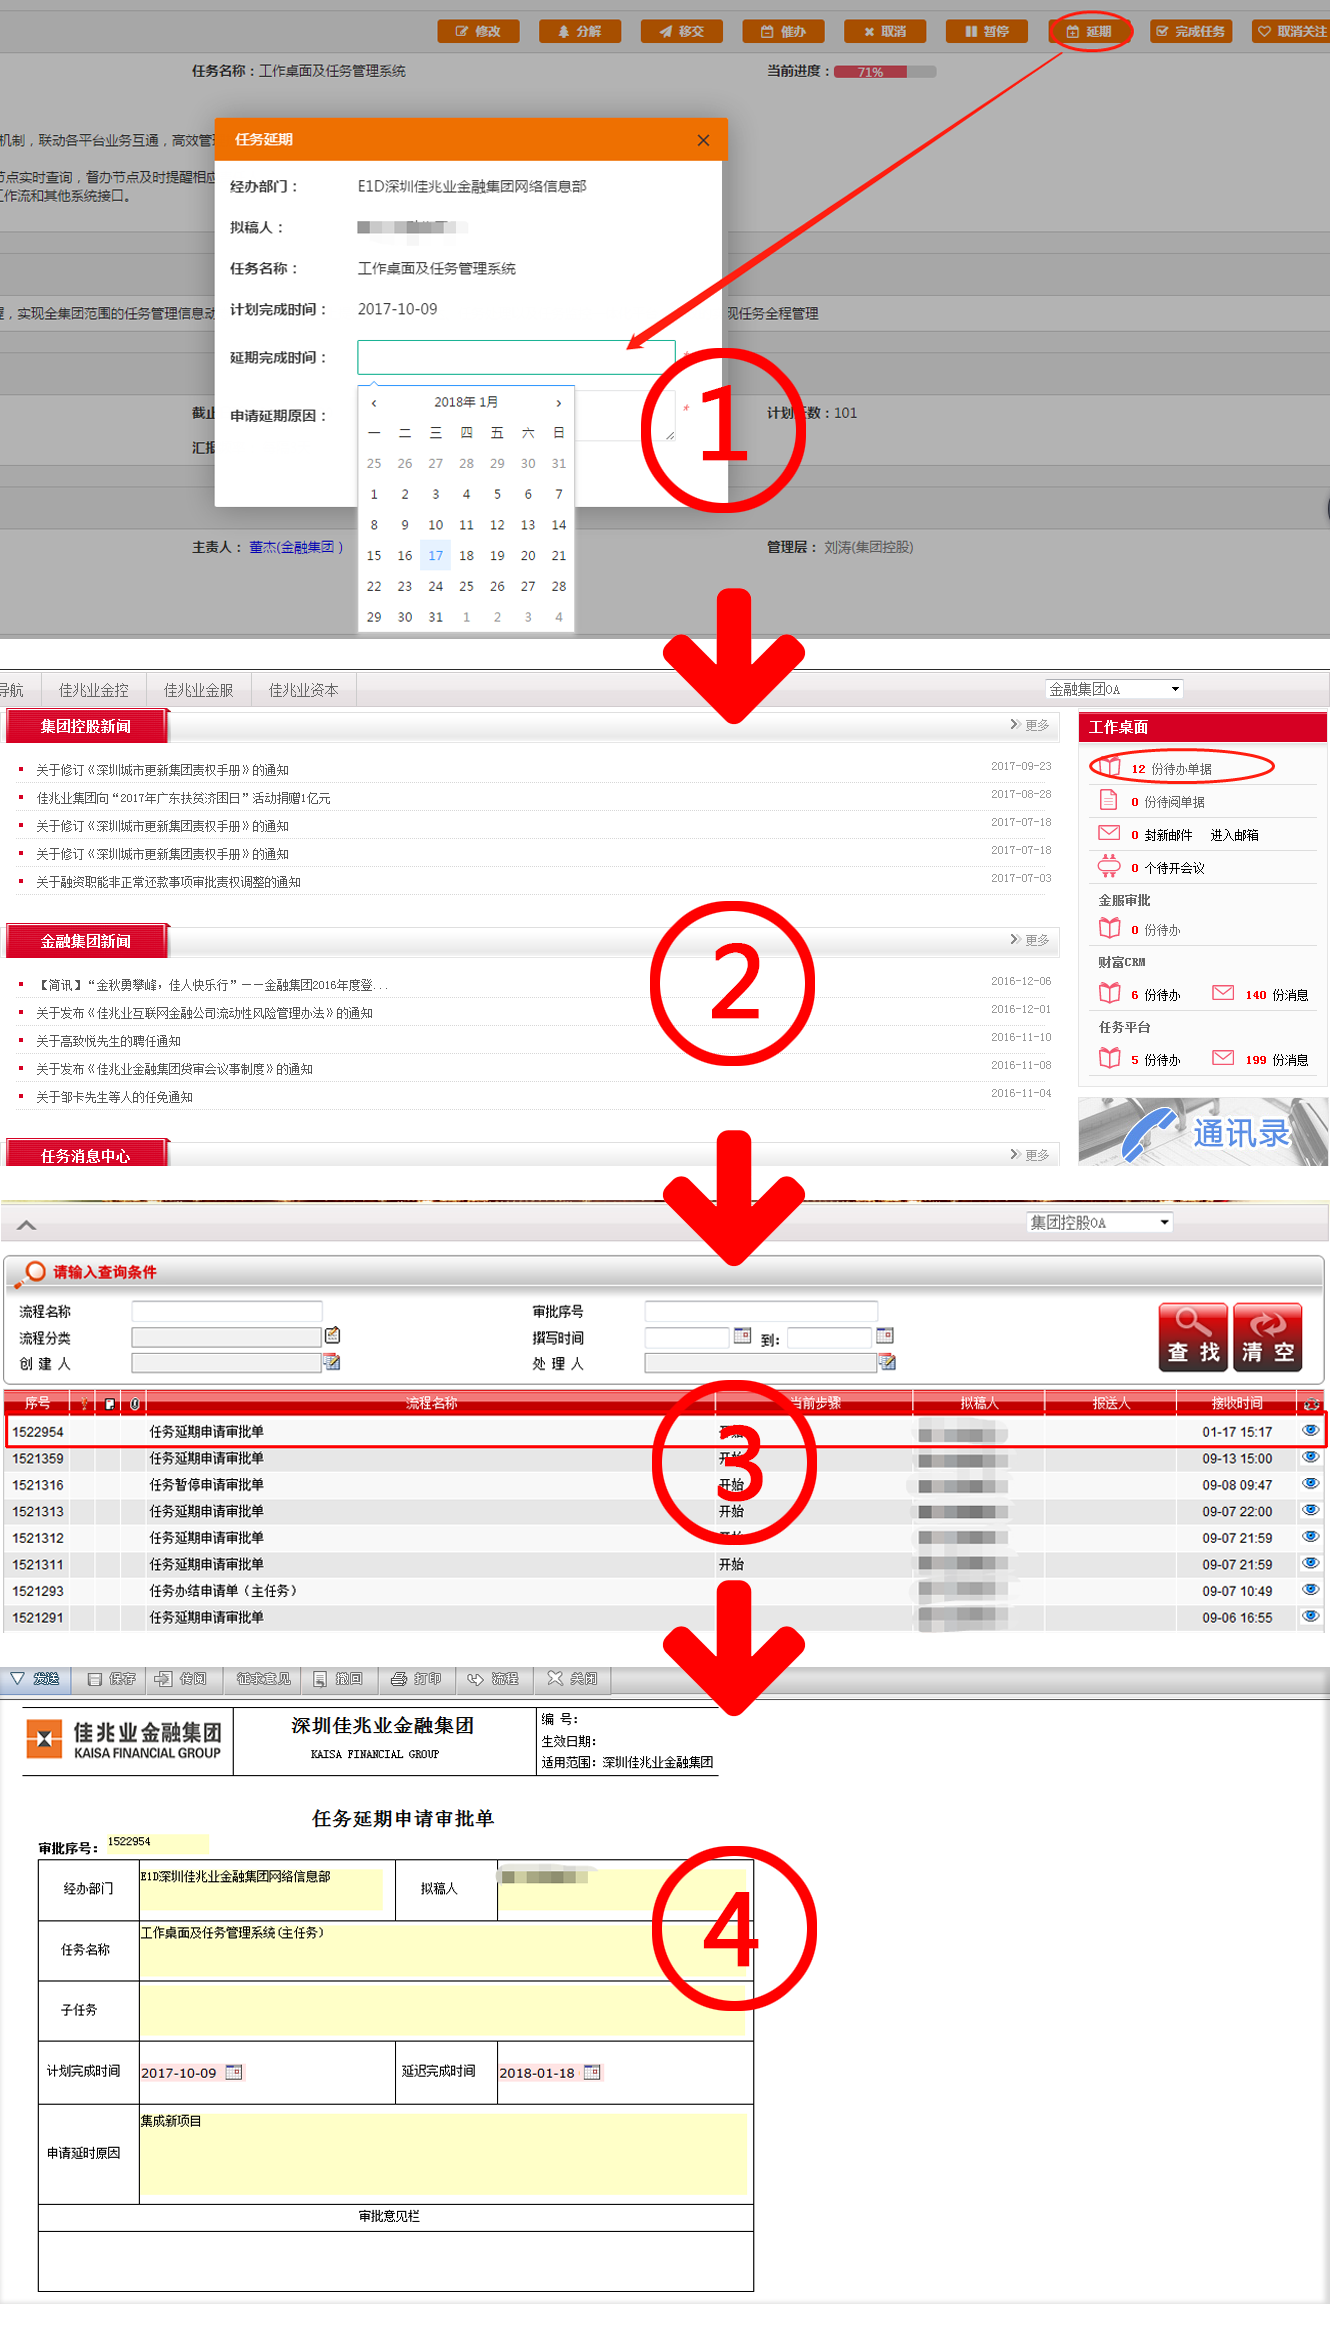 修改 分解 移交 催办 取消 暂停 延期 完成任务 取消关注
任务名称：工作桌面及任务管理系统 当前进度： 71%
机制，联动各平台业务互通，高效管
任务延期
节点实时查询，督办节点及时提醒相应
工作流和其他系统接口。
经办部门： E1D深圳佳兆业金融集团网络信息部
拟稿人：
任务名称： 工作桌面及任务管理系统
计划完成时间： 2017-10-09
，实现全集团范围的任务管理信息动 现任务全程管理
延期完成时间： *
申请延期原因： *
截止 计划天数：101
汇报
2018年 1月
一 二 三 四 五 六 日
25 26 27 28 29 30 31
1 2 3 4 5 6 7
8 9 10 11 12 13 14
15 16 17 18 19 20 21
22 23 24 25 26 27 28
29 30 31 1 2 3 4
主责人： 董杰(金融集团 ) 管理层： 刘涛(集团控股)
1
导航 佳兆业金控 佳兆业金服 佳兆业资本 金融集团OA
集团控股新闻 更多
关于修订《深圳城市更新集团责权手册》的通知 2017-09-23
佳兆业集团向“2017年广东扶贫济困日”活动捐赠1亿元 2017-08-28
关于修订《深圳城市更新集团责权手册》的通知 2017-07-18
关于修订《深圳城市更新集团责权手册》的通知 2017-07-18
关于融资职能非正常还款事项审批责权调整的通知 2017-07-03
金融集团新闻 更多
【简讯】“金秋勇攀峰，佳人快乐行”－－金融集团2016年度登... 2016-12-06
关于发布《佳兆业互联网金融公司流动性风险管理办法》的通知 2016-12-01
关于高致悦先生的聘任通知 2016-11-10
关于发布《佳兆业金融集团贷审会议事制度》的通知 2016-11-08
关于邹卡先生等人的任免通知 2016-11-04
任务消息中心 更多
工作桌面
12 份待办单据
0 份待阅单据
0 封新邮件 进入邮箱
0 个待开会议
金服审批
0 份待办
财富CRM
6 份待办 140 份消息
任务平台
5 份待办 199 份消息
通讯录
2
集团控股OA
请输入查询条件
流程名称 审批序号
流程分类 撰写时间 到:
创 建 人 处 理 人
查 找 清 空
序号 流程名称 当前步骤 拟稿人 报送人 接收时间
1522954 任务延期申请审批单 开始 01-17 15:17
1521359 任务延期申请审批单 开始 09-13 15:00
1521316 任务暂停申请审批单 开始 09-08 09:47
1521313 任务延期申请审批单 开始 09-07 22:00
1521312 任务延期申请审批单 开始 09-07 21:59
1521311 任务延期申请审批单 开始 09-07 21:59
1521293 任务办结申请单（主任务） 09-07 10:49
1521291 任务延期申请审批单 09-06 16:55
3
发送 保存 传阅 征求意见 撤回 打印 流程 关闭
佳兆业金融集团
KAISA FINANCIAL GROUP
深圳佳兆业金融集团
KAISA FINANCIAL GROUP
编 号:
生效日期:
适用范围: 深圳佳兆业金融集团
任务延期申请审批单
审批序号: 1522954
经办部门 E1D深圳佳兆业金融集团网络信息部 拟稿人
任务名称 工作桌面及任务管理系统(主任务)
子任务
计划完成时间 2017-10-09 延迟完成时间 2018-01-18
申请延时原因 集成新项目
审批意见栏
4